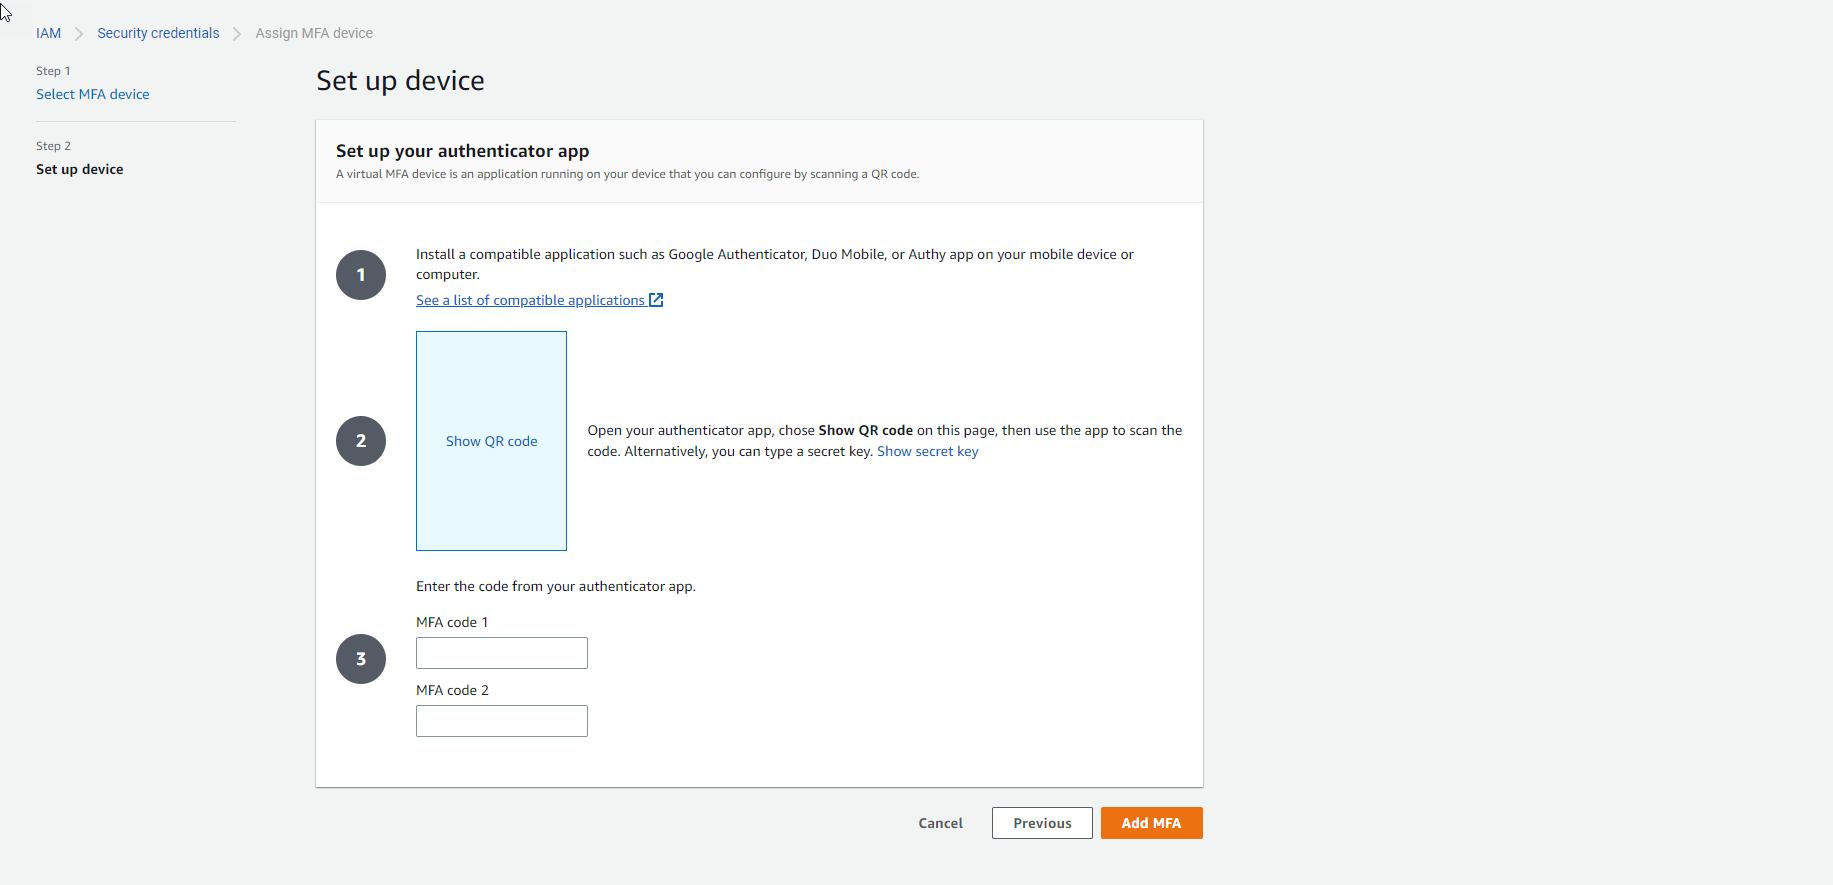 IAM
Security credentials
Assign MFA device
Step 1
Select MFA device
Step 2
Set up device
Set up device
Set up your authenticator app
A virtual MFA device is an application running on your device that you can configure by scanning a QR code.
1
Install a compatible application such as Google Authenticator, Duo Mobile, or Authy app on your mobile device or
computer.
See a list of compatible applications
2
Show QR code
Open your authenticator app, chose Show QR code on this page, then use the app to scan the
code. Alternatively, you can type a secret key. Show secret key
3
Enter the code from your authenticator app.
MFA code 1
MFA code 2
Cancel
Previous
Add MFA